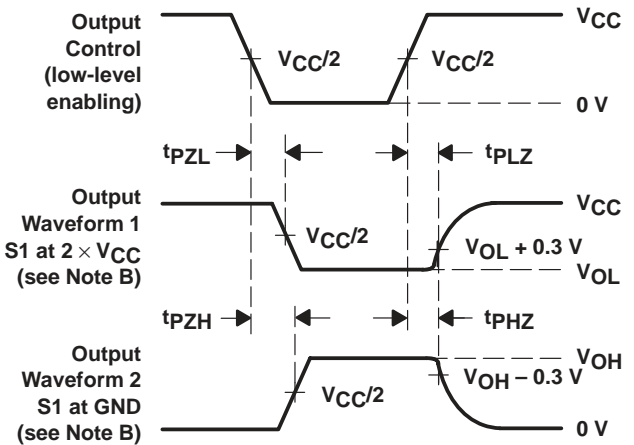 Output
Control
(low-level
enabling)
VCC
VCC/2
VCC/2
0 V
tPZL
tPLZ
Output
Waveform 1
S1 at 2 × VCC
(see Note B)
VCC
VCC/2
VOL + 0.3 V
VOL
tPZH
tPHZ
Output
Waveform 2
S1 at GND
(see Note B)
VOH
VCC/2
VOH – 0.3 V
0 V